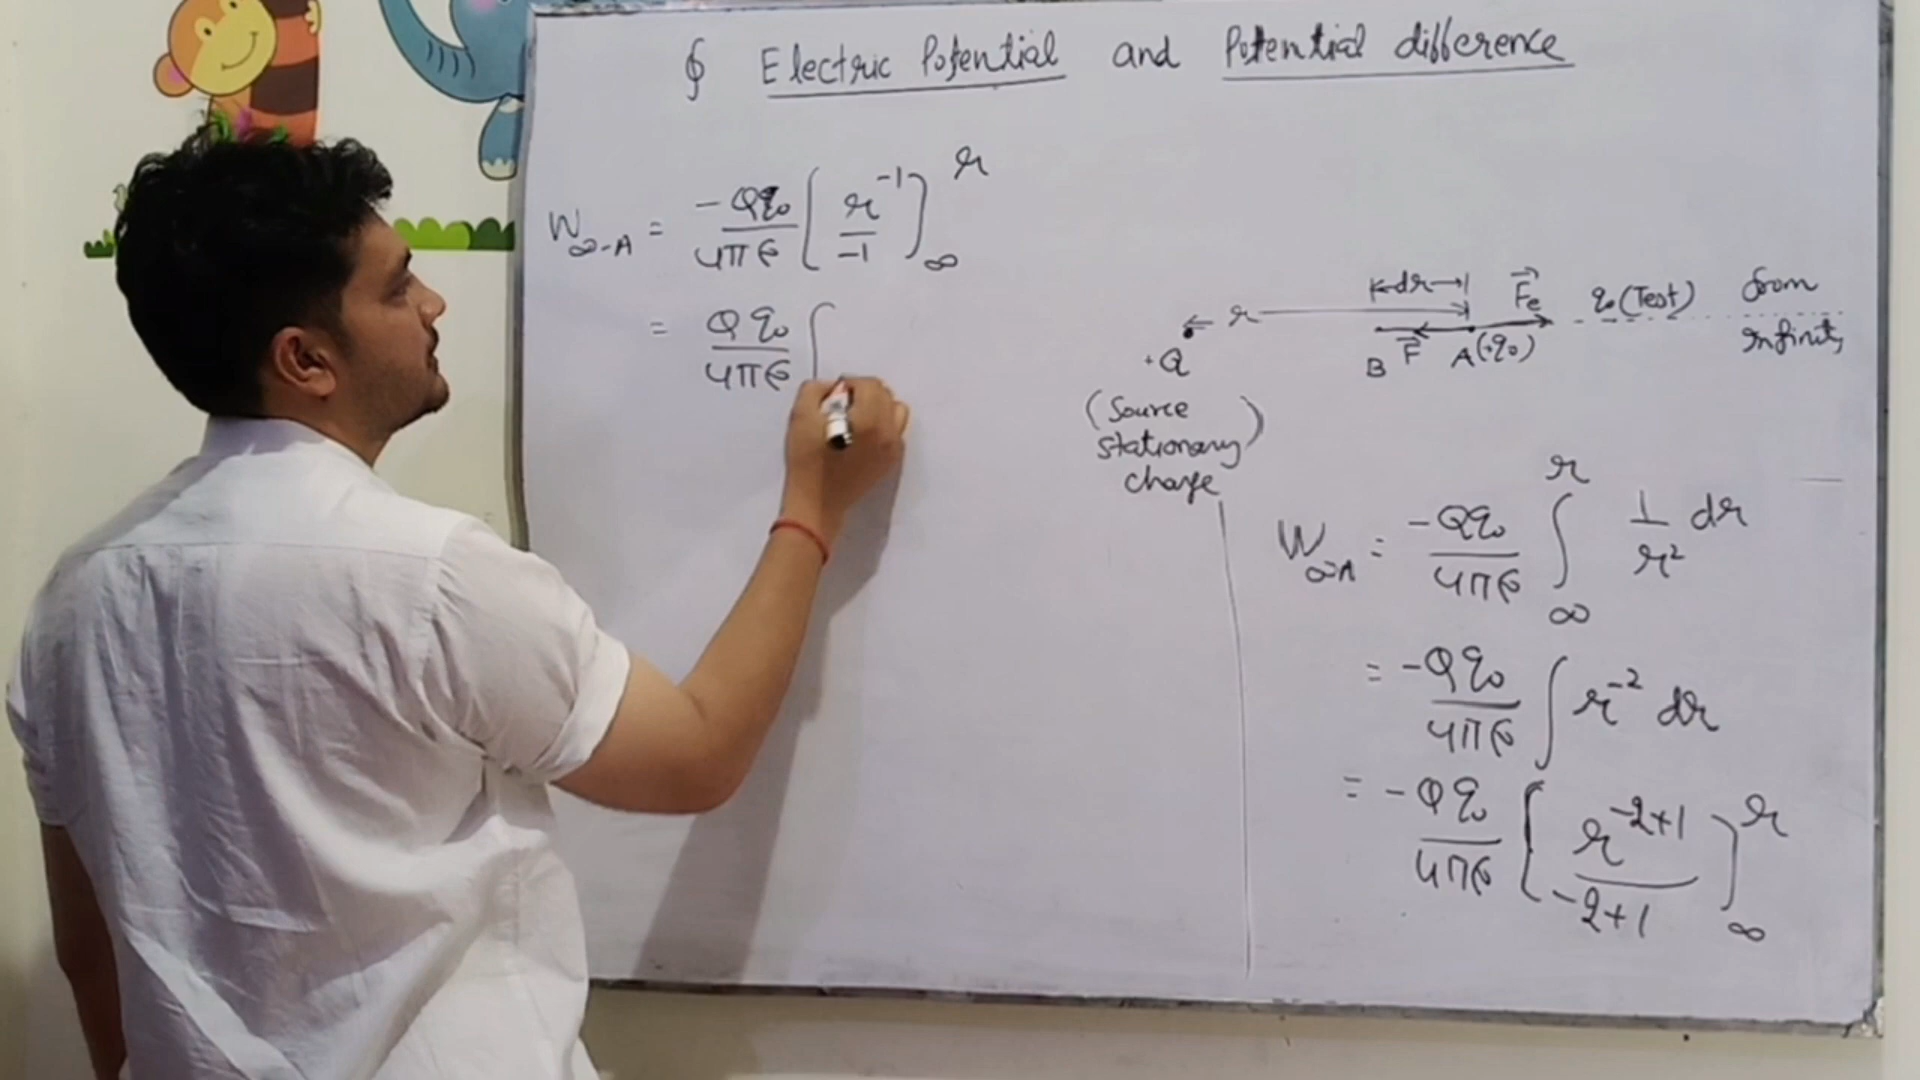 § Electric Potential and Potential difference
W∞-A = -Qq₀/4πε [ r⁻¹/-1 ]∞^r
= Qq₀/4πε [
dr Fe q₀(Test) from
r infinity
+Q B F A(+q₀)
(Source
stationary)
charge
W∞-A = -Qq₀/4πε ∫∞^r 1/r² dr
= -Qq₀/4πε ∫ r⁻² dr
= -Qq₀/4πε [ r⁻²⁺¹/-2+1 ]∞^r